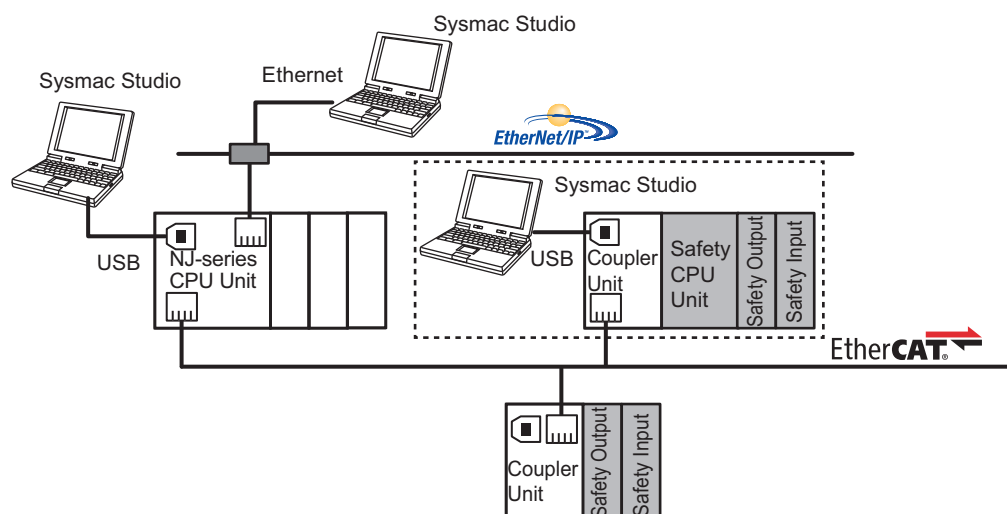 Sysmac Studio
Sysmac Studio
Ethernet
EtherNet/IP™
Sysmac Studio
USB
NJ-series
CPU Unit
USB
Coupler
Unit
Safety
CPU
Unit
Safety Output
Safety Input
EtherCAT®
Coupler
Unit
Safety Output
Safety Input